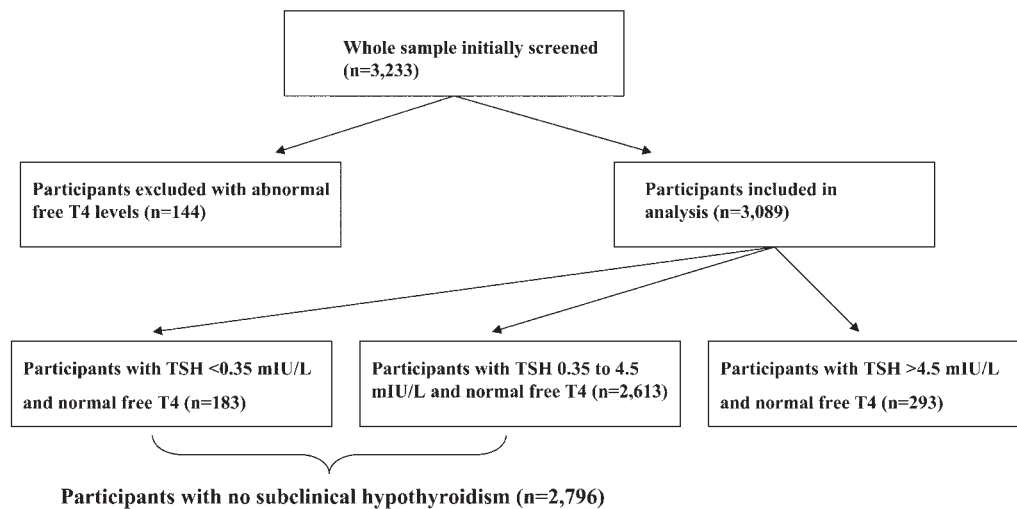 Whole sample initially screened
(n=3,233)
Participants excluded with abnormal
free T4 levels (n=144)
Participants included in
analysis (n=3,089)
Participants with TSH <0.35 mIU/L
and normal free T4 (n=183)
Participants with TSH 0.35 to 4.5
mIU/L and normal free T4 (n=2,613)
Participants with TSH >4.5 mIU/L
and normal free T4 (n=293)
Participants with no subclinical hypothyroidism (n=2,796)